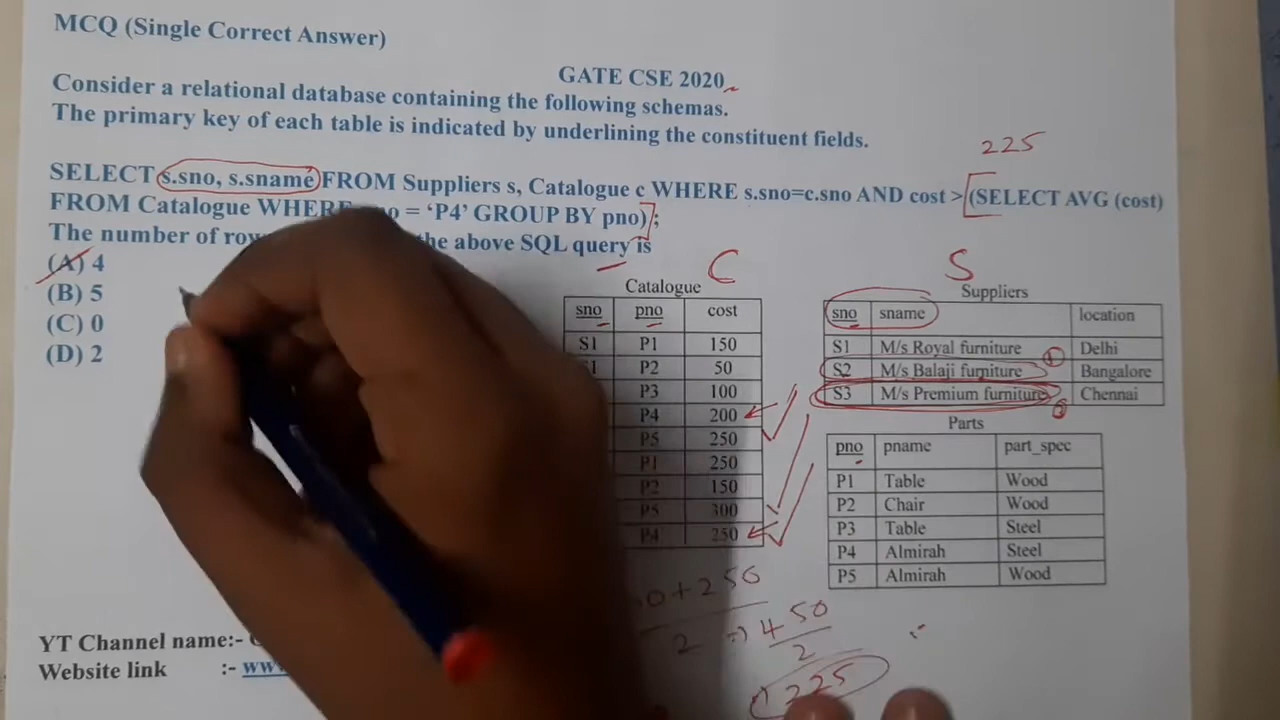 MCQ (Single Correct Answer)
GATE CSE 2020
Consider a relational database containing the following schemas.
The primary key of each table is indicated by underlining the constituent fields.
225
SELECT s.sno, s.sname FROM Suppliers s, Catalogue c WHERE s.sno=c.sno AND cost > (SELECT AVG (cost)
FROM Catalogue WHERE = 'P4' GROUP BY pno);
The number of the above SQL query is
(A) 4
(B) 5
(C) 0
(D) 2
C
Catalogue
sno pno cost
S1 P1 150
P2 50
P3 100
P4 200
P5 250
P1 250
P2 150
P5 300
P4 250
S
Suppliers
sno sname location
S1 M/s Royal furniture Delhi
S2 M/s Balaji furniture 1 Bangalore
S3 M/s Premium furniture Chennai
Parts
pno pname part_spec
P1 Table Wood
P2 Chair Wood
P3 Table Steel
P4 Almirah Steel
P5 Almirah Wood
0+250
2 => 450
2
225
YT Channel name:-
Website link :- www